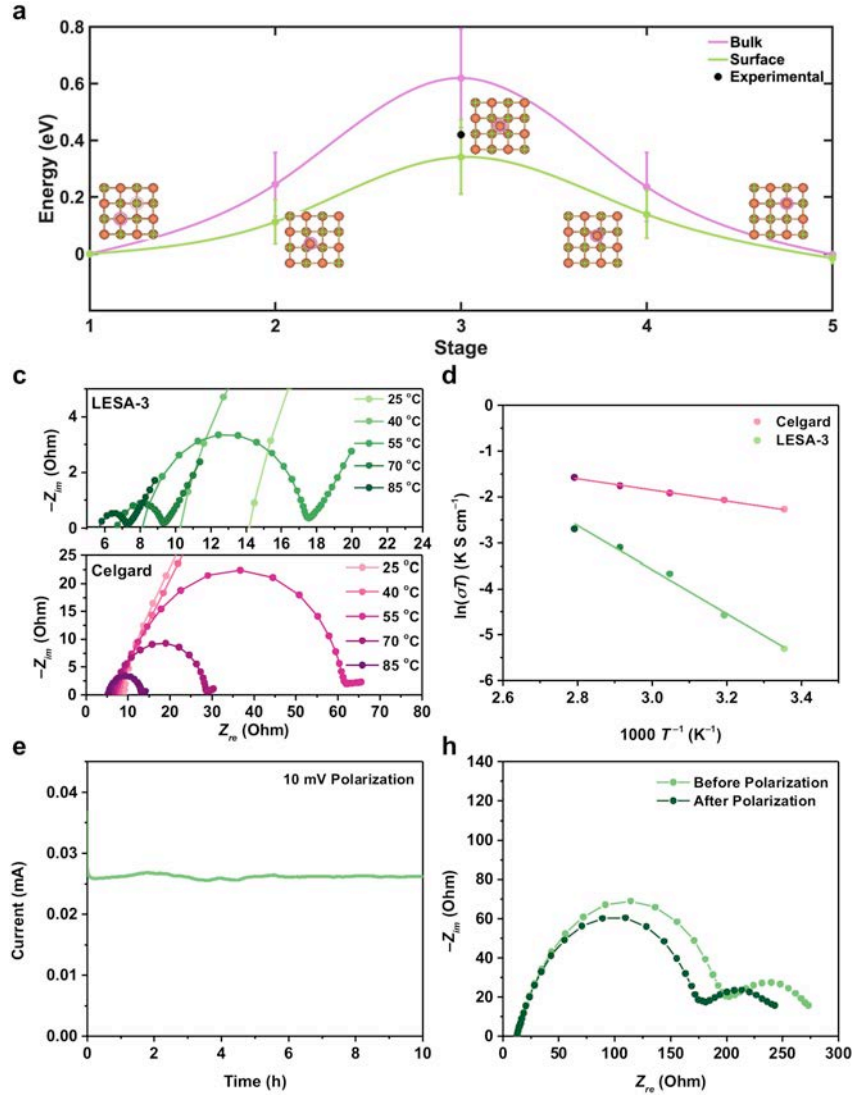 a
0.8
0.6
0.4
0.2
0
Energy (eV)
Bulk
Surface
Experimental
1
2
3
4
5
Stage
c
LESA-3
4
2
0
−Zim (Ohm)
25 °C
40 °C
55 °C
70 °C
85 °C
6 8 10 12 14 16 18 20 22 24
Celgard
25
20
15
10
5
0
−Zim (Ohm)
25 °C
40 °C
55 °C
70 °C
85 °C
0 10 20 30 40 50 60 70 80
Zre (Ohm)
d
0
-1
-2
-3
-4
-5
-6
ln(σT) (K S cm⁻¹)
Celgard
LESA-3
2.6 2.8 3.0 3.2 3.4
1000 T⁻¹ (K⁻¹)
e
10 mV Polarization
0.04
0.03
0.02
0.01
0.00
Current (mA)
0 2 4 6 8 10
Time (h)
h
140
120
100
80
60
40
20
0
−Zim (Ohm)
Before Polarization
After Polarization
0 50 100 150 200 250 300
Zre (Ohm)